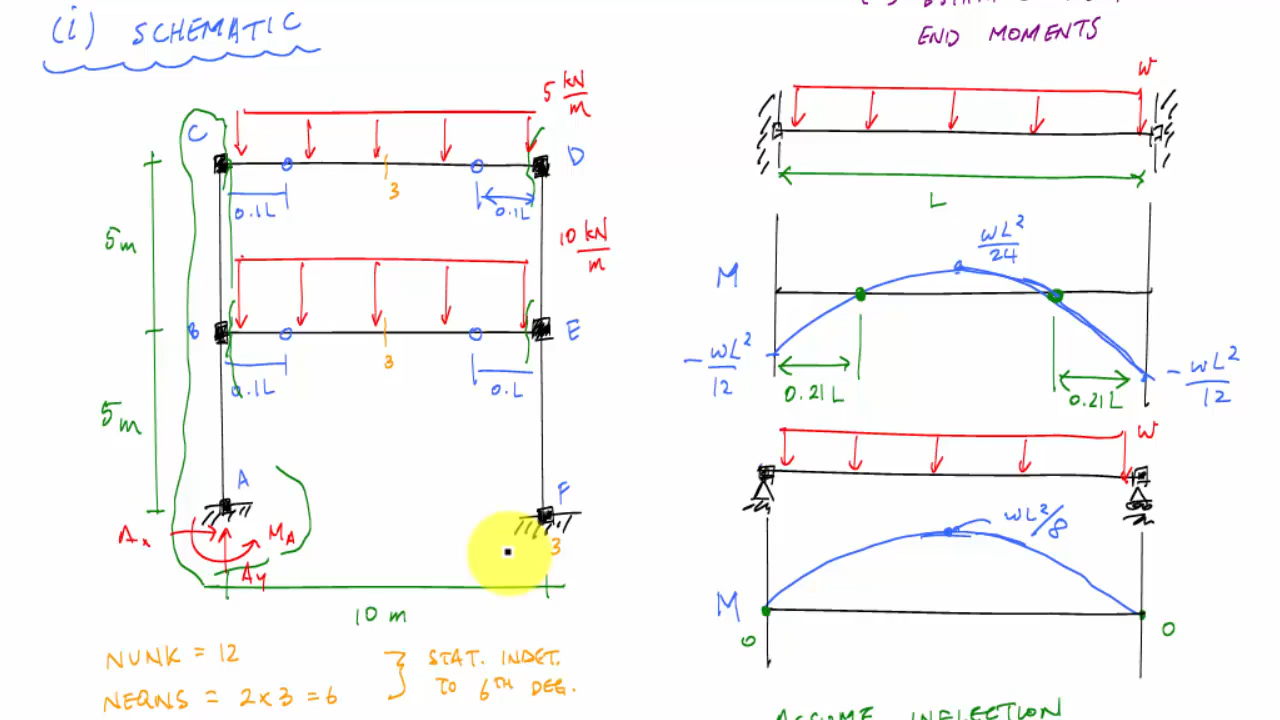 (i) SCHEMATIC
END MOMENTS
5 kN/m
C
D
3
0.1L
0.1L
5m
10 kN/m
B
E
3
0.1L
0.L
5m
A
F
Ax
MA
Ay
3
10 m
NUNK = 12
NEQNS = 2×3 = 6
} STAT. INDET.
TO 6TH DEG.
W
L
M
wL²/24
-wL²/12
-wL²/12
0.21L
0.21L
W
wL²/8
M
0
0
ASSUME INFLECTION